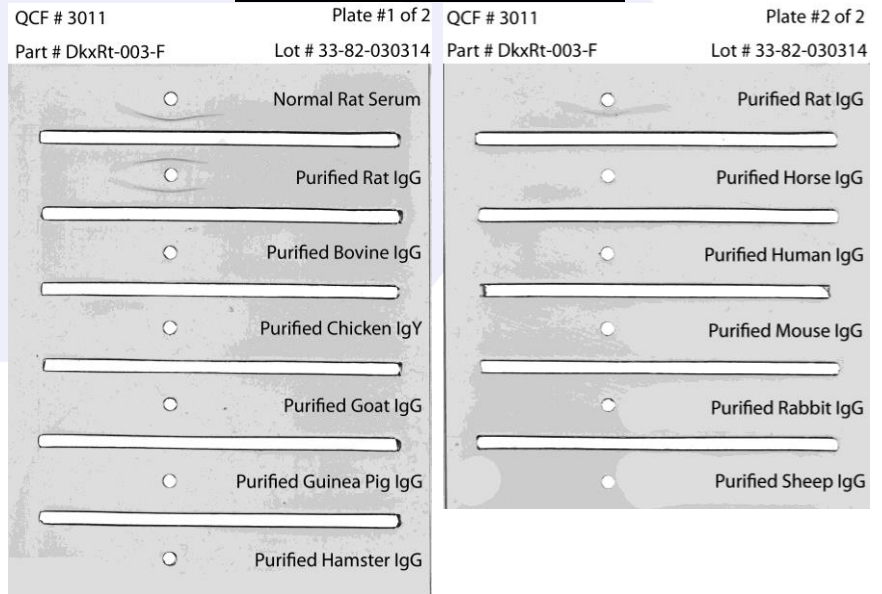 QCF # 3011 Plate #1 of 2
Part # DkxRt-003-F Lot # 33-82-030314
Normal Rat Serum
Purified Rat IgG
Purified Bovine IgG
Purified Chicken IgY
Purified Goat IgG
Purified Guinea Pig IgG
Purified Hamster IgG
QCF # 3011 Plate #2 of 2
Part # DkxRt-003-F Lot # 33-82-030314
Purified Rat IgG
Purified Horse IgG
Purified Human IgG
Purified Mouse IgG
Purified Rabbit IgG
Purified Sheep IgG